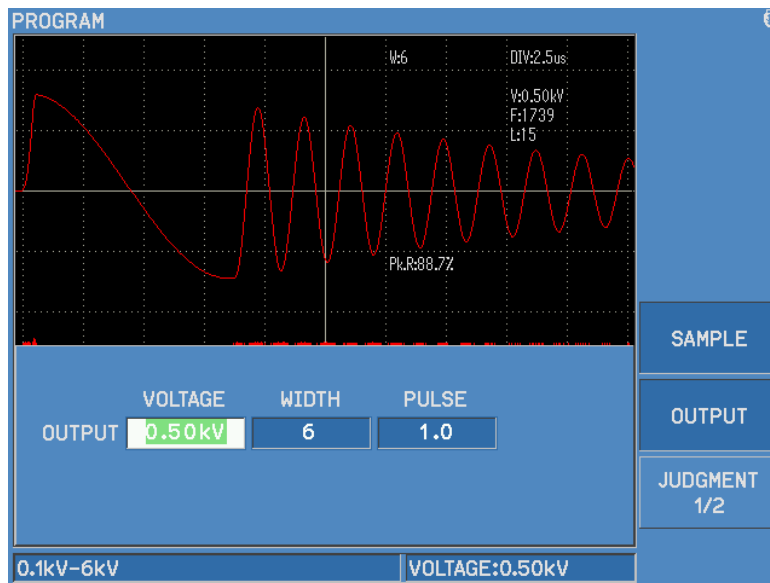 PROGRAM
W:6 DIV:2.5us
V:0.50kV
F:1739
L:15
Pk.R:88.7%
SAMPLE
VOLTAGE WIDTH PULSE
OUTPUT 0.50kV 6 1.0
OUTPUT
JUDGMENT
1/2
0.1kV-6kV VOLTAGE:0.50kV